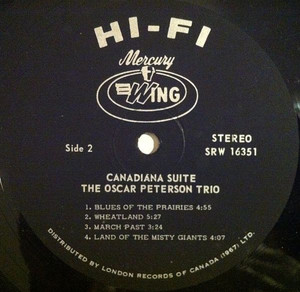 HI-FI
Mercury
WING
Side 2
STEREO
SRW 16351
CANADIANA SUITE
THE OSCAR PETERSON TRIO
1. BLUES OF THE PRAIRIES 4:55
2. WHEATLAND 5:27
3. MARCH PAST 3:24
4. LAND OF THE MISTY GIANTS 4:07
DISTRIBUTED BY LONDON RECORDS OF CANADA (1967) LTD.